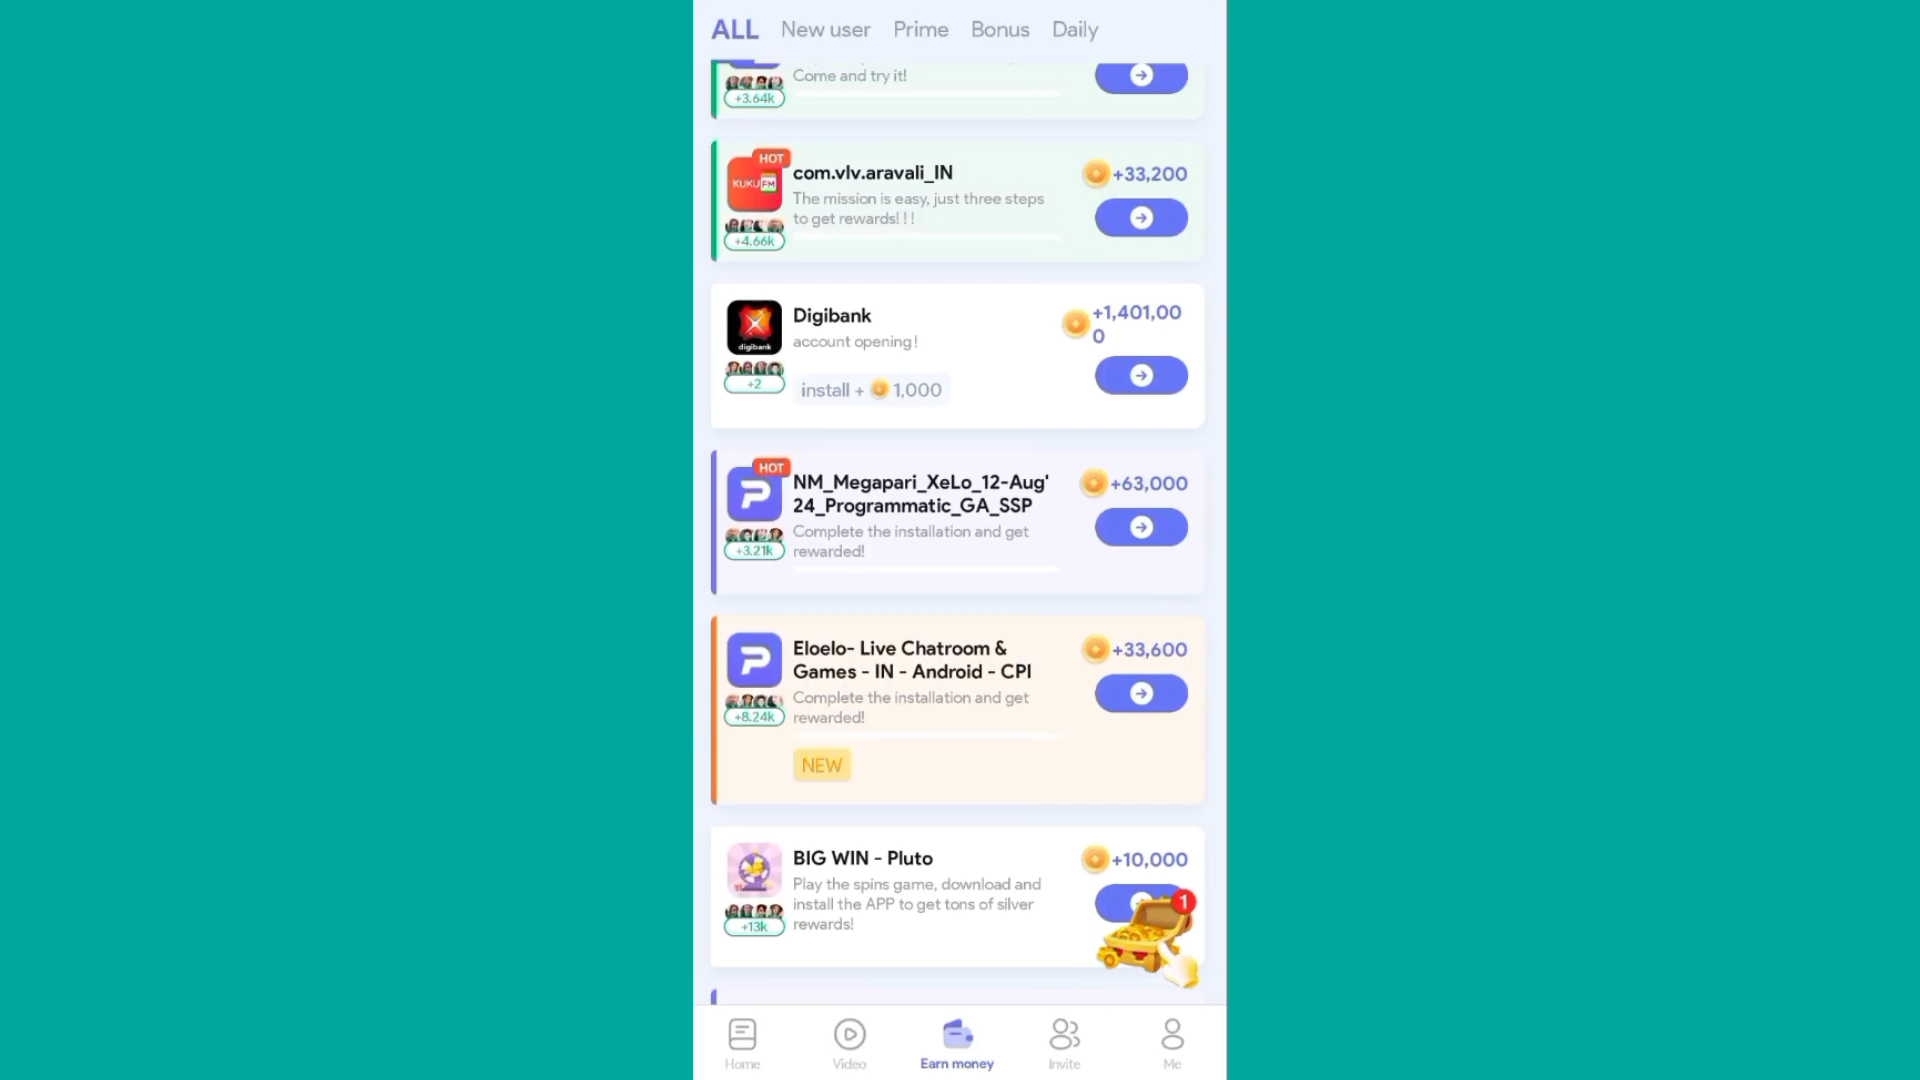 ALL New user Prime Bonus Daily
Come and try it!
+3.64k
HOT
KUKU FM
com.vlv.aravali_IN
+33,200
The mission is easy, just three steps
to get rewards!!!
+4.66k
digibank
Digibank
+1,401,00
0
account opening!
+2
install + 1,000
HOT
NM_Megapari_XeLo_12-Aug'
24_Programmatic_GA_SSP
+63,000
Complete the installation and get
rewarded!
+3.21k
Eloelo- Live Chatroom &
Games - IN - Android - CPI
+33,600
Complete the installation and get
rewarded!
+8.24k
NEW
BIG WIN - Pluto
+10,000
Play the spins game, download and
install the APP to get tons of silver
rewards!
+13k
1
Home Video Earn money Invite Me